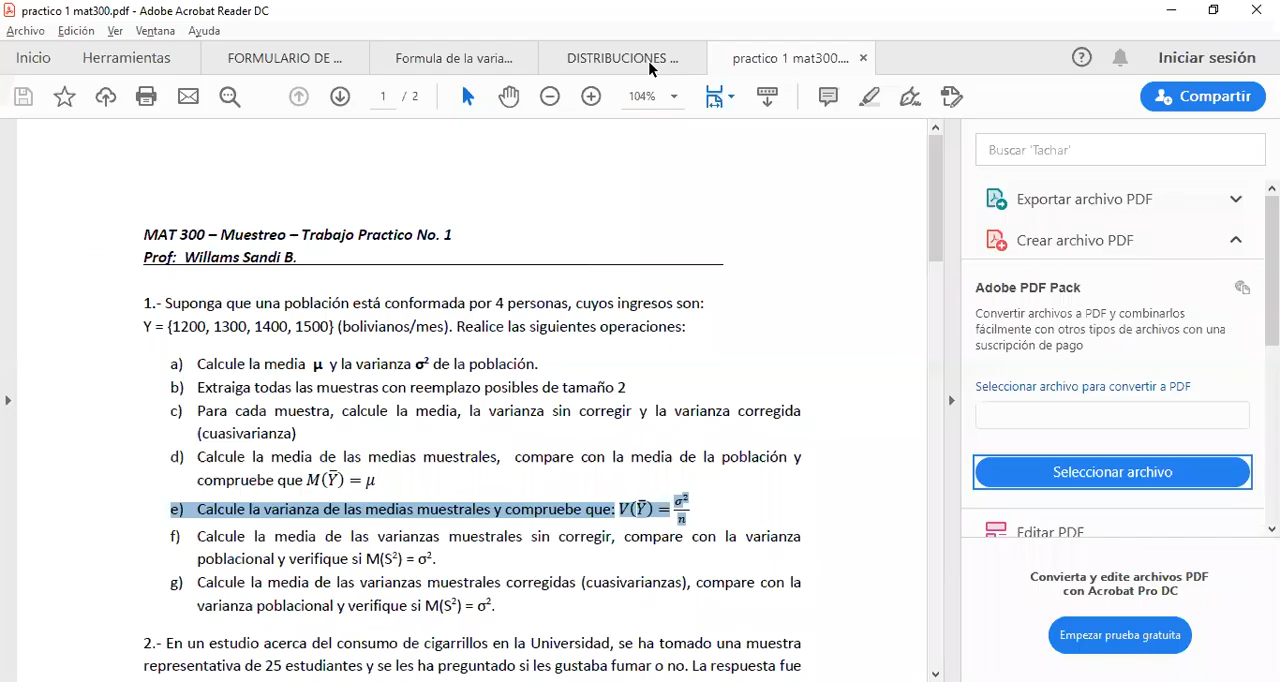 practico 1 mat300.pdf - Adobe Acrobat Reader DC
Archivo Edición Ver Ventana Ayuda
Inicio Herramientas FORMULARIO DE ... Formula de la varia... DISTRIBUCIONES ... practico 1 mat300.... Iniciar sesión
1 / 2 104% Compartir
MAT 300 – Muestreo – Trabajo Practico No. 1
Prof: Willams Sandi B.
1.- Suponga que una población está conformada por 4 personas, cuyos ingresos son:
Y = {1200, 1300, 1400, 1500} (bolivianos/mes). Realice las siguientes operaciones:
a) Calcule la media μ y la varianza σ² de la población.
b) Extraiga todas las muestras con reemplazo posibles de tamaño 2
c) Para cada muestra, calcule la media, la varianza sin corregir y la varianza corregida
(cuasivarianza)
d) Calcule la media de las medias muestrales, compare con la media de la población y
compruebe que M(Ȳ) = μ
e) Calcule la varianza de las medias muestrales y compruebe que: V(Ȳ) = σ²/n
f) Calcule la media de las varianzas muestrales sin corregir, compare con la varianza
poblacional y verifique si M(S²) = σ².
g) Calcule la media de las varianzas muestrales corregidas (cuasivarianzas), compare con la
varianza poblacional y verifique si M(S²) = σ².
2.- En un estudio acerca del consumo de cigarrillos en la Universidad, se ha tomado una muestra
representativa de 25 estudiantes y se les ha preguntado si les gustaba fumar o no. La respuesta fue
Buscar 'Tachar'
Exportar archivo PDF
Crear archivo PDF
Adobe PDF Pack
Convertir archivos a PDF y combinarlos
fácilmente con otros tipos de archivos con una
suscripción de pago
Seleccionar archivo para convertir a PDF
Seleccionar archivo
Editar PDF
Convierta y edite archivos PDF
con Acrobat Pro DC
Empezar prueba gratuita